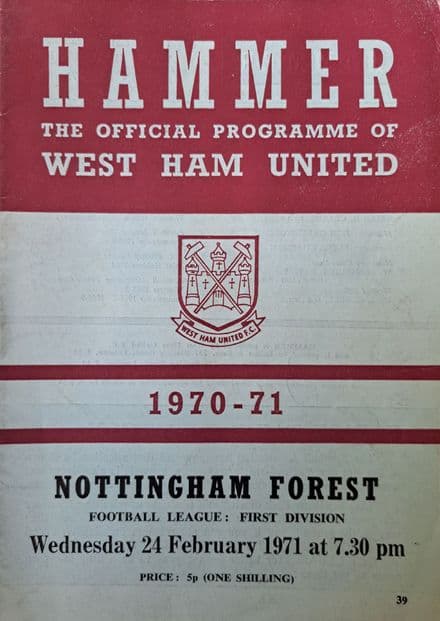 HAMMER
THE OFFICIAL PROGRAMME OF
WEST HAM UNITED
WEST HAM UNITED F.C.
1970-71
NOTTINGHAM FOREST
FOOTBALL LEAGUE: FIRST DIVISION
Wednesday 24 February 1971 at 7.30 pm
PRICE: 5p (ONE SHILLING)
39